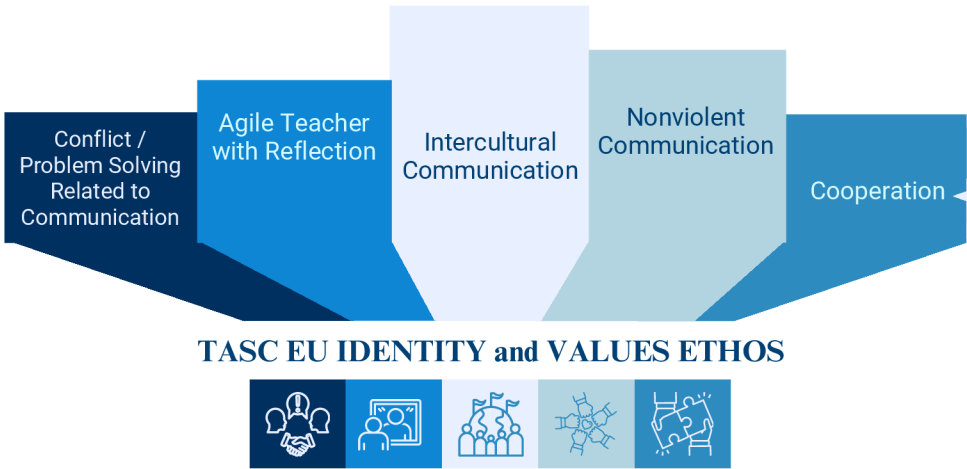 Conflict /
Problem Solving
Related to
Communication
Agile Teacher
with Reflection
Intercultural
Communication
Nonviolent
Communication
Cooperation
TASC EU IDENTITY and VALUES ETHOS